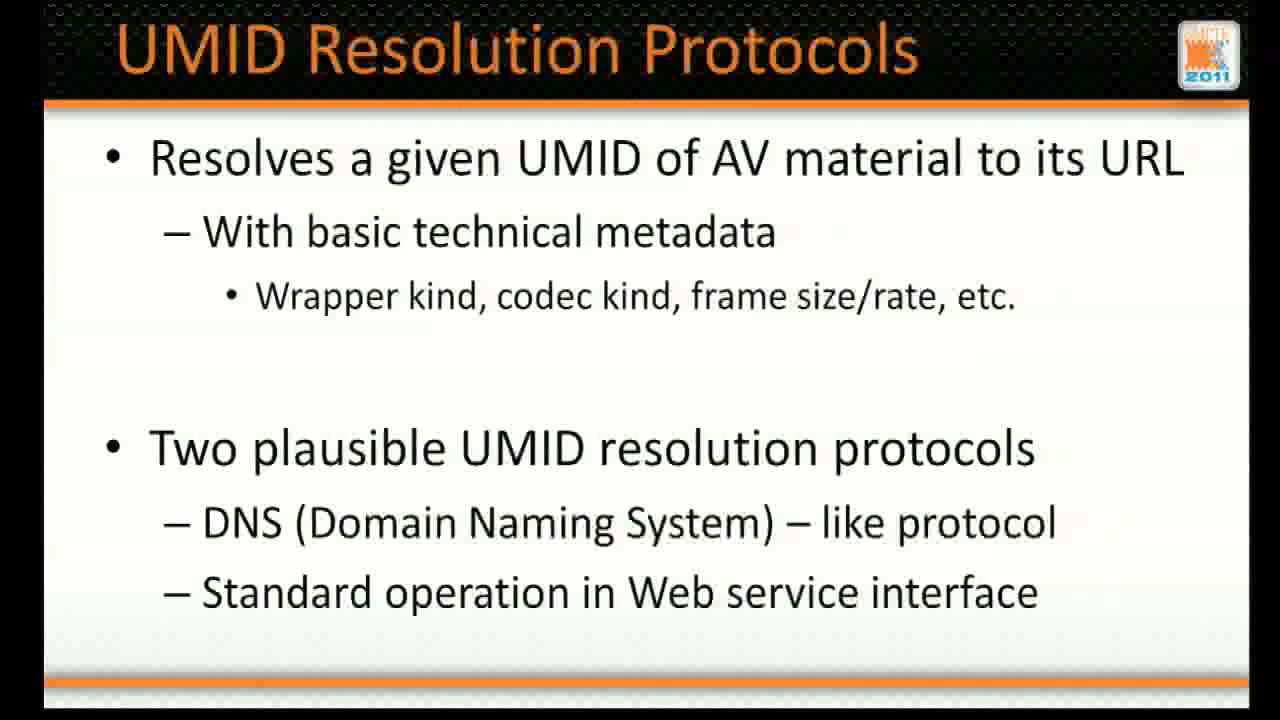 UMID Resolution Protocols
2011
• Resolves a given UMID of AV material to its URL
– With basic technical metadata
• Wrapper kind, codec kind, frame size/rate, etc.
• Two plausible UMID resolution protocols
– DNS (Domain Naming System) – like protocol
– Standard operation in Web service interface